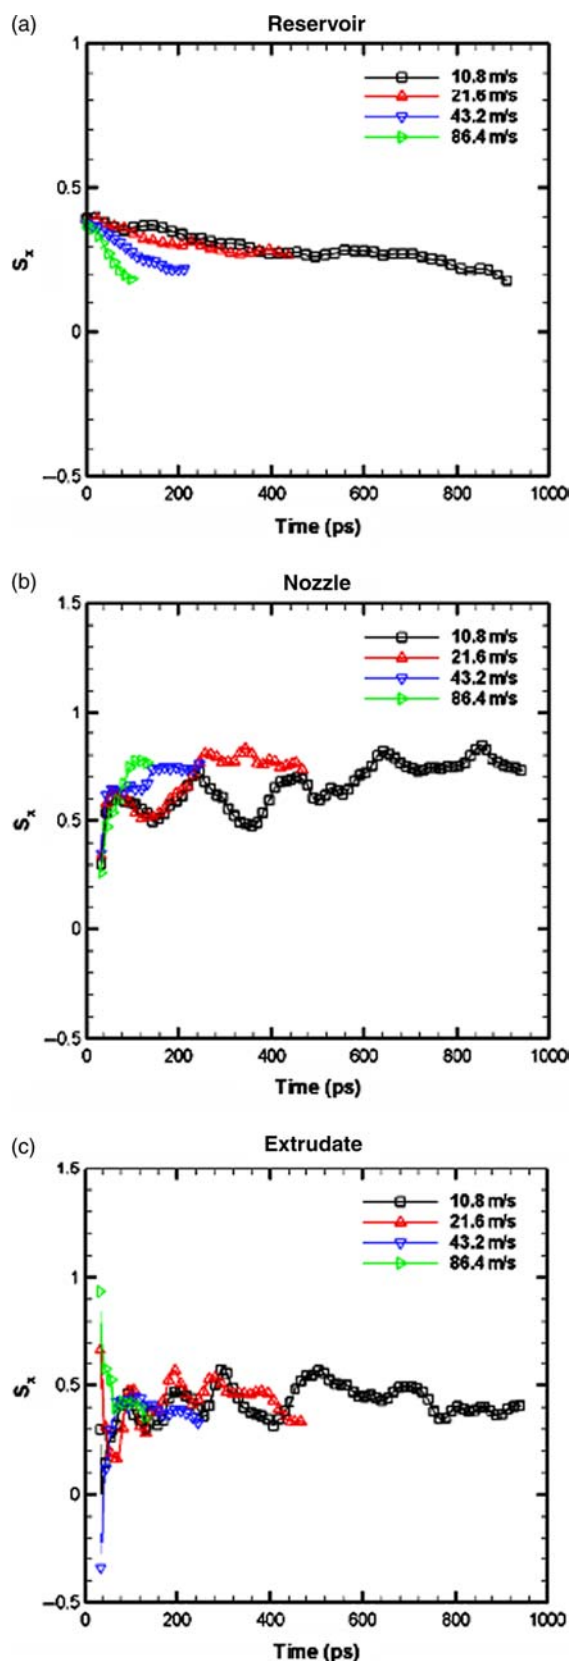 (a) Reservoir
1
10.8 m/s
21.6 m/s
43.2 m/s
86.4 m/s
0.5
Sx
0
−0.5
0 200 400 600 800 1000
Time (ps)
(b) Nozzle
1.5
10.8 m/s
21.6 m/s
43.2 m/s
86.4 m/s
1
Sx
0.5
0
−0.5
0 200 400 600 800 1000
Time (ps)
(c) Extrudate
1.5
10.8 m/s
21.6 m/s
43.2 m/s
86.4 m/s
1
Sx
0.5
0
−0.5
0 200 400 600 800 1000
Time (ps)